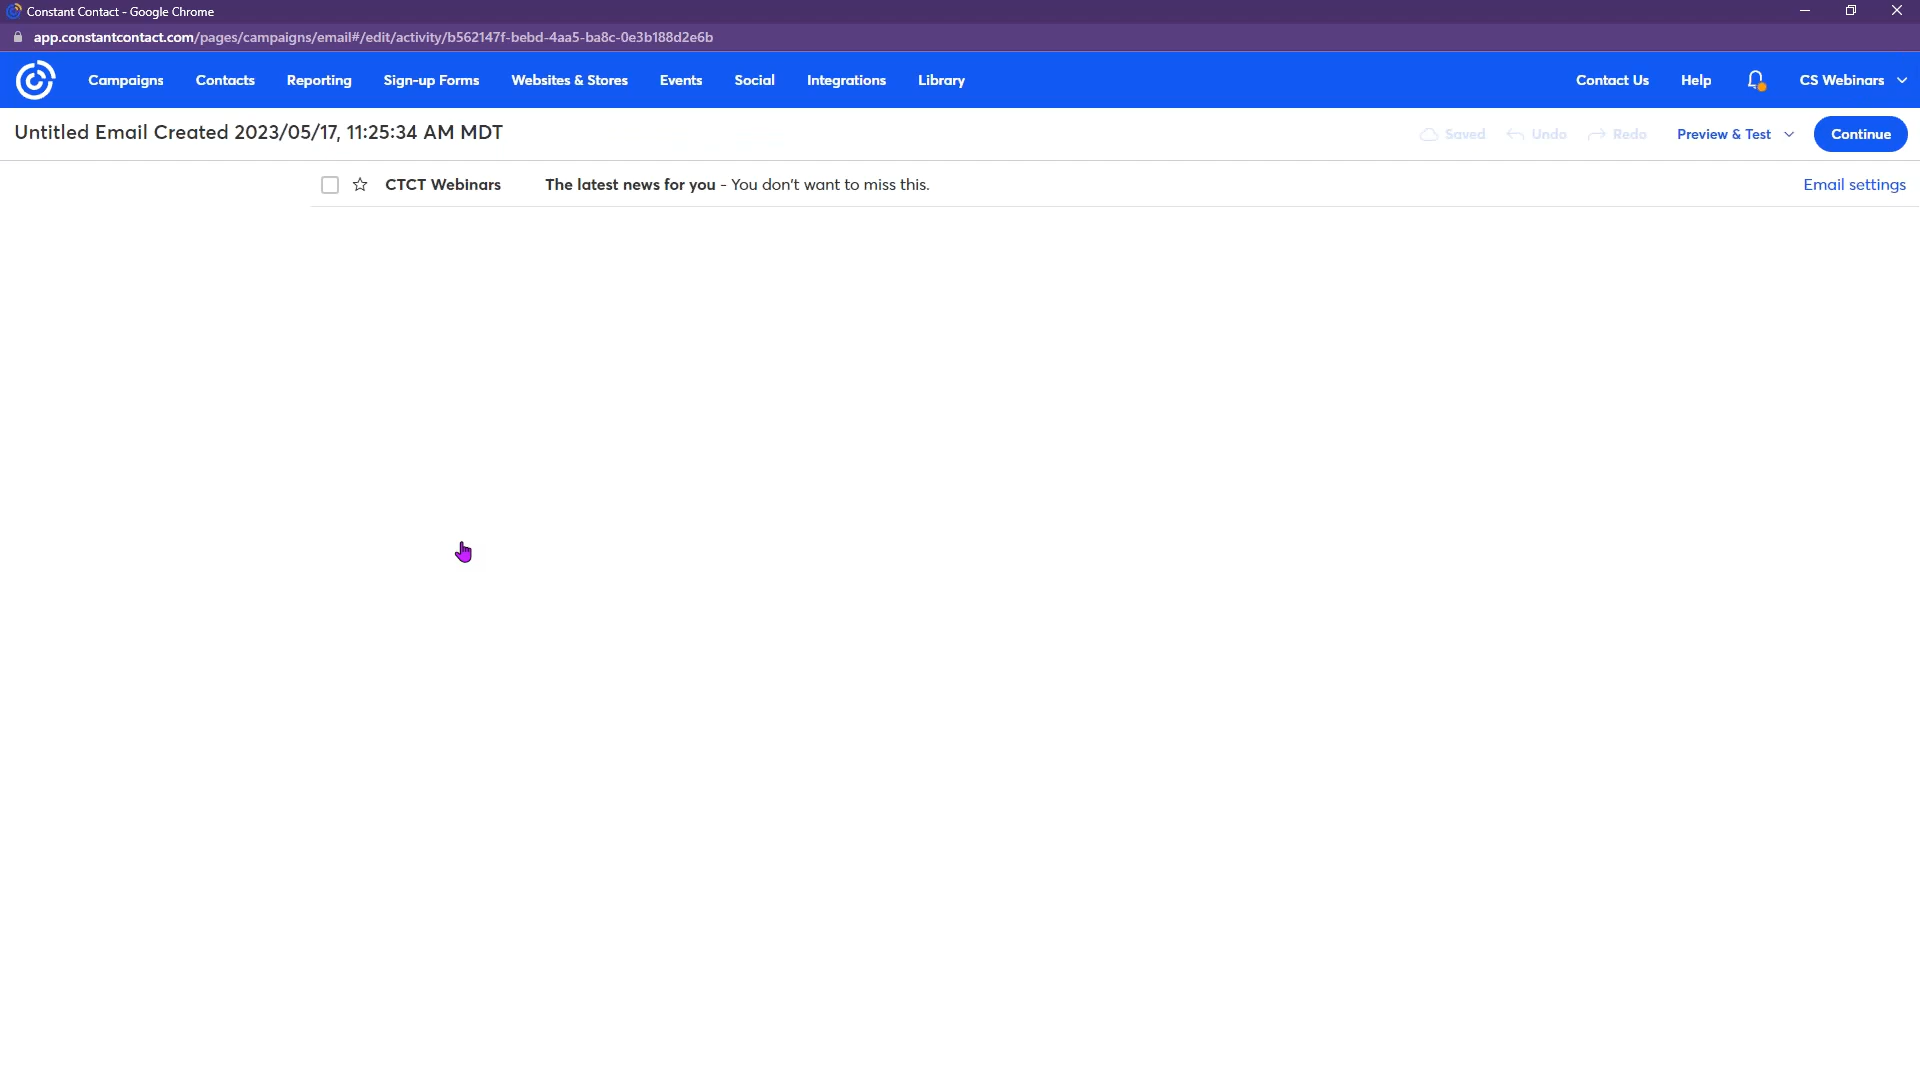 Constant Contact - Google Chrome
app.constantcontact.com/pages/campaigns/email#/edit/activity/b562147f-bebd-4aa5-ba8c-0e3b188d2e6b
Campaigns Contacts Reporting Sign-up Forms Websites & Stores Events Social Integrations Library Contact Us Help CS Webinars
Untitled Email Created 2023/05/17, 11:25:34 AM MDT Saved Undo Redo Preview & Test Continue
CTCT Webinars The latest news for you - You don't want to miss this. Email settings